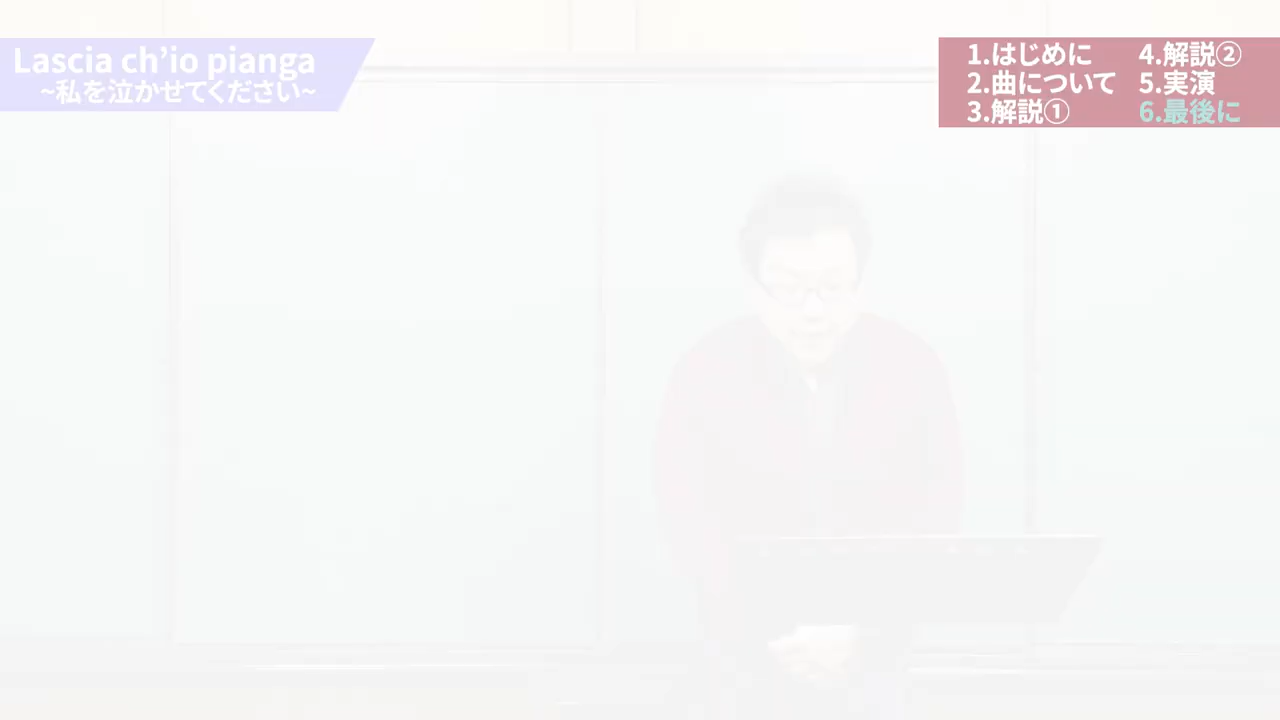 Lascia ch’io pianga
~私を泣かせてください~
1.はじめに
2.曲について
3.解説①
4.解説②
5.実演
6.最後に